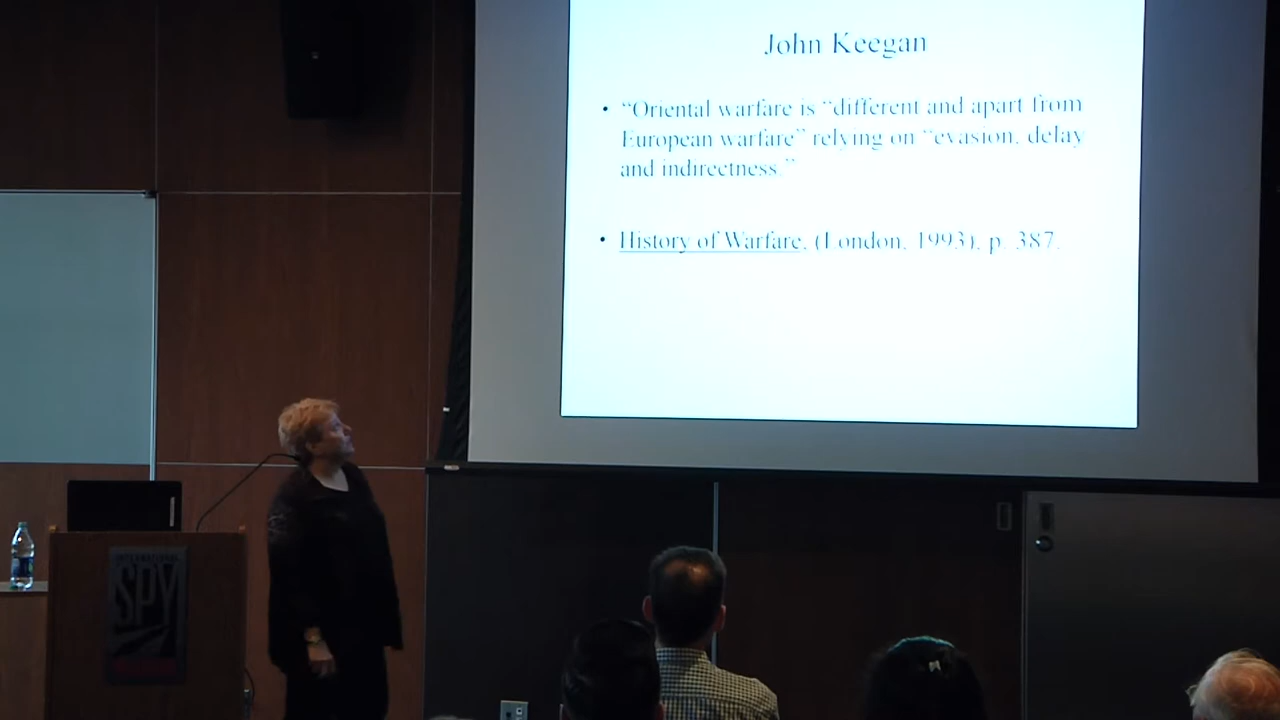 John Keegan
• “Oriental warfare is “different and apart from
European warfare” relying on “evasion, delay
and indirectness.”
• History of Warfare, (London, 1993), p. 387.
INTERNATIONAL
SPY